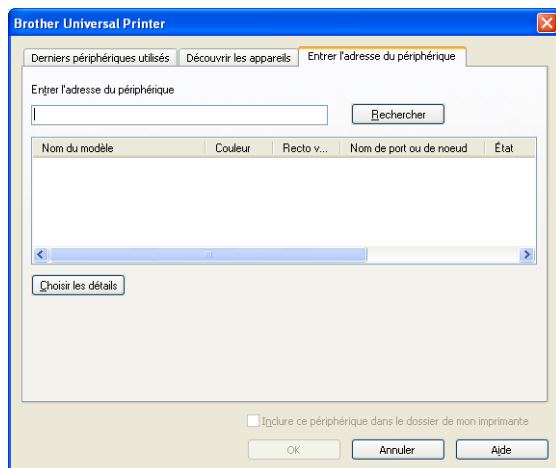 Brother Universal Printer
Derniers périphériques utilisés Découvrir les appareils Entrer l'adresse du périphérique
Entrer l'adresse du périphérique
Rechercher
Nom du modèle Couleur Recto v... Nom de port ou de noeud État
Choisir les détails
Inclure ce périphérique dans le dossier de mon imprimante
OK Annuler Aide